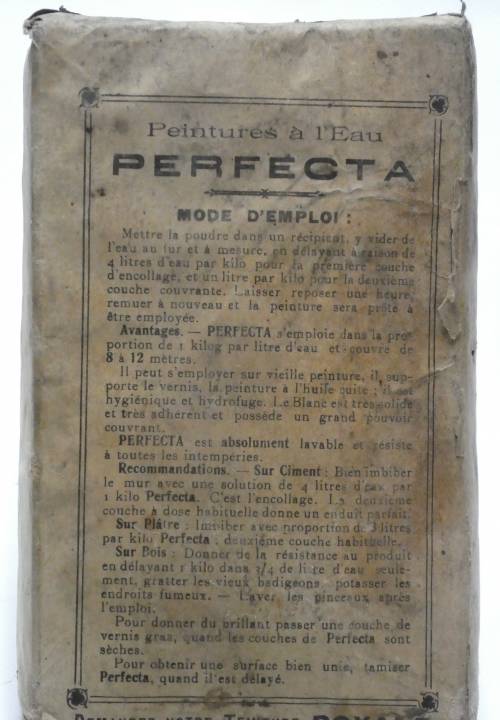 Peintures à l'Eau
PERFECTA
MODE D'EMPLOI :
Mettre la poudre dans un récipient, y vider de
l'eau au fur et à mesure, en délayant à raison de
4 litres d'eau par kilo pour la première couche
d'encollage, et un litre par kilo pour la deuxième
couche couvrante. Laisser reposer une heure,
remuer à nouveau et la peinture sera prête à
être employée.
Avantages. — PERFECTA s'emploie dans la pro-
portion de 1 kilog par litre d'eau et couvre de
8 à 12 mètres.
Il peut s'employer sur vieille peinture, il sup-
porte le vernis, la peinture à l'huile cuite ; il est
hygiénique et hydrofuge. Le Blanc est très solide
et très adhérent et possède un grand pouvoir
couvrant.
PERFECTA est absolument lavable et résiste
à toutes les intempéries.
Recommandations. — Sur Ciment : Bien imbiber
le mur avec une solution de 4 litres d'eau par
1 kilo Perfecta. C'est l'encollage. La deuxième
couche à dose habituelle donne un enduit parfait.
Sur Plâtre : Imbiber avec proportion de 3 litres
par kilo Perfecta ; deuxième couche habituelle.
Sur Bois : Donner de la résistance au produit
en délayant 1 kilo dans 3/4 de litre d'eau seule-
ment, gratter les vieux badigeons, potasser les
endroits fumeux. — Laver les pinceaux après
l'emploi.
Pour donner du brillant passer une couche de
vernis gras, quand les couches de Perfecta sont
sèches.
Pour obtenir une surface bien unie, tamiser
Perfecta, quand il est délayé.
DEMANDEZ NOTRE TEINTURE